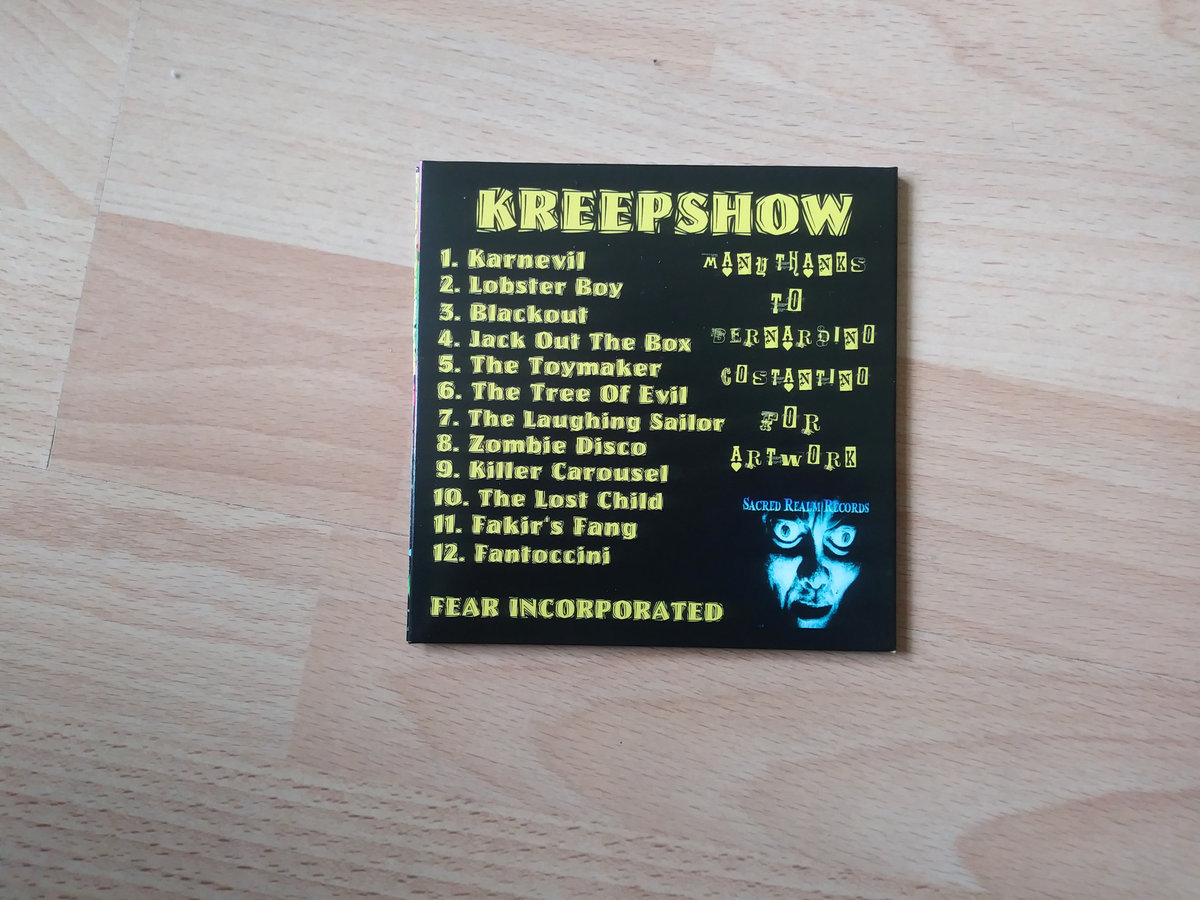 KREEPSHOW
1. Karnevil
2. Lobster Boy
3. Blackout
4. Jack Out The Box
5. The Toymaker
6. The Tree Of Evil
7. The Laughing Sailor
8. Zombie Disco
9. Killer Carousel
10. The Lost Child
11. Fakir's Fang
12. Fantoccini
FEAR INCORPORATED
MANY THANKS
TO
BERNARDINO
COSTANTINO
FOR
ARTWORK
SACRED REALM RECORDS